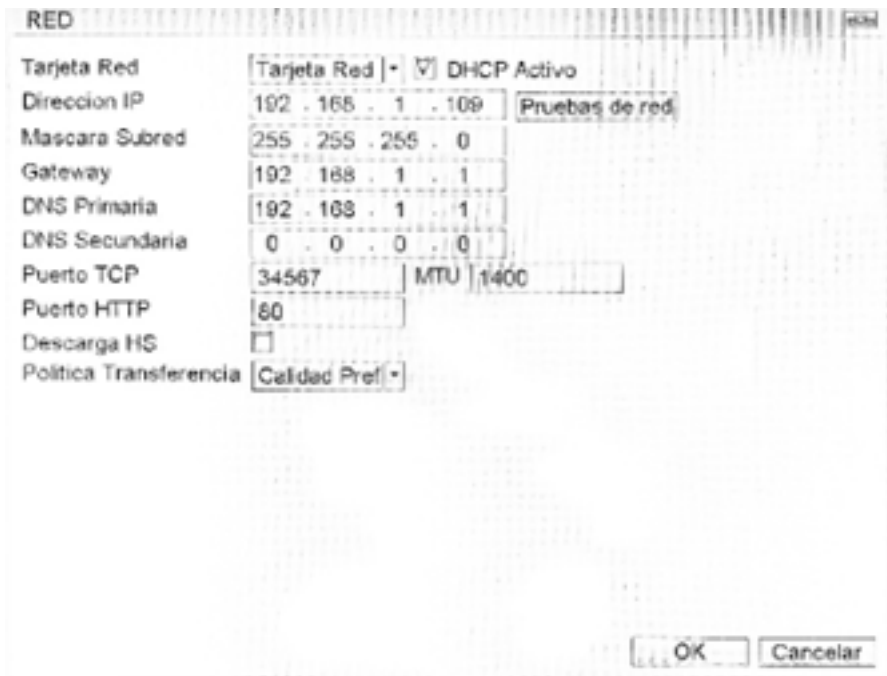 RED
Tarjeta Red Tarjeta Red DHCP Activo
Direccion IP 192 . 168 . 1 . 109 Pruebas de red
Mascara Subred 255 . 255 . 255 . 0
Gateway 192 . 168 . 1 . 1
DNS Primaria 192 . 168 . 1 . 1
DNS Secundaria 0 . 0 . 0 . 0
Puerto TCP 34567 MTU 1400
Puerto HTTP 80
Descarga HS
Politica Transferencia Calidad Pref
OK Cancelar